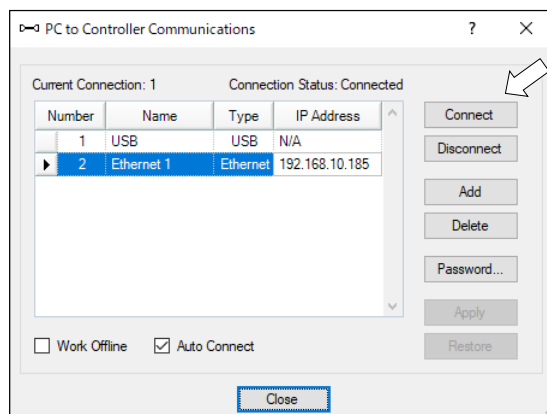 PC to Controller Communications ?
Current Connection: 1 Connection Status: Connected
Number Name Type IP Address
1 USB USB N/A
2 Ethernet 1 Ethernet 192.168.10.185
Connect
Disconnect
Add
Delete
Password...
Apply
Restore
Work Offline Auto Connect
Close